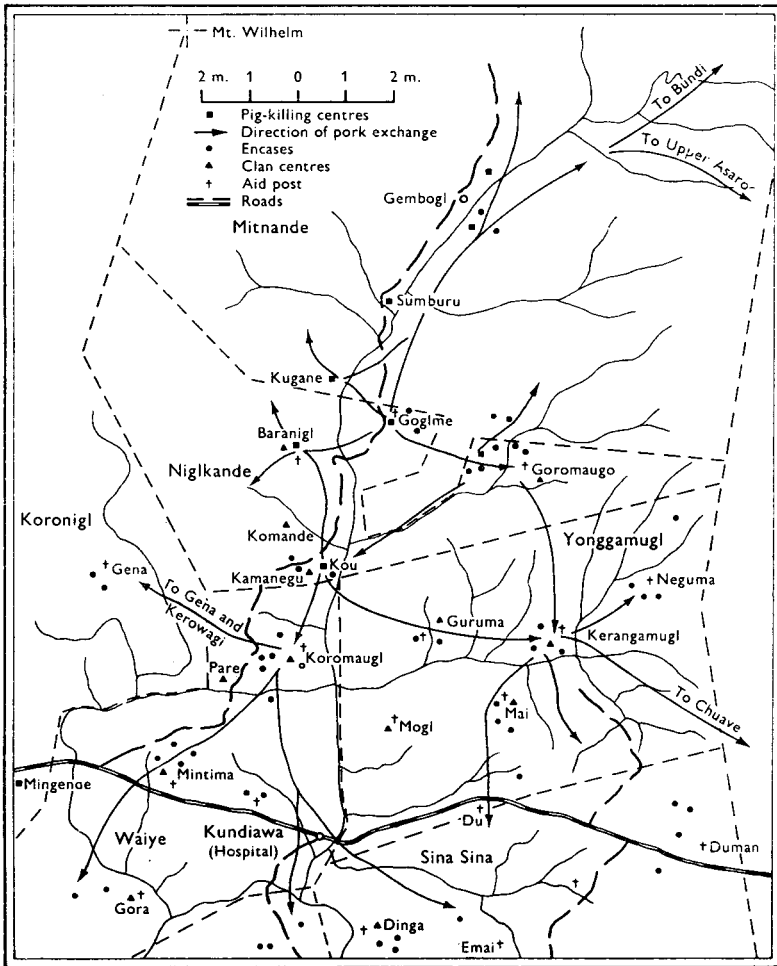 Mt. Wilhelm
2 m. 0 1 2 m.
Pig-killing centres
Direction of pork exchange
Encases
Clan centres
Aid post
Roads
To Bundi
To Upper Asaro
Gembogl
Mitnande
Sumburu
Kugane
Goglme
Baranigl
Goromaugo
Niglkande
Koronigl
Komande
Yonggamugl
Gena
Kou
Kamanegu
Neguma
To Gena and
Kerowagi
Guruma
Kerangamugl
Koromaugl
Pare
To Chuave
Mai
Mogl
Mintima
Mingende
Du
Waiye
Kundiawa
(Hospital)
Sina Sina
Duman
Gora
Dinga
Emai